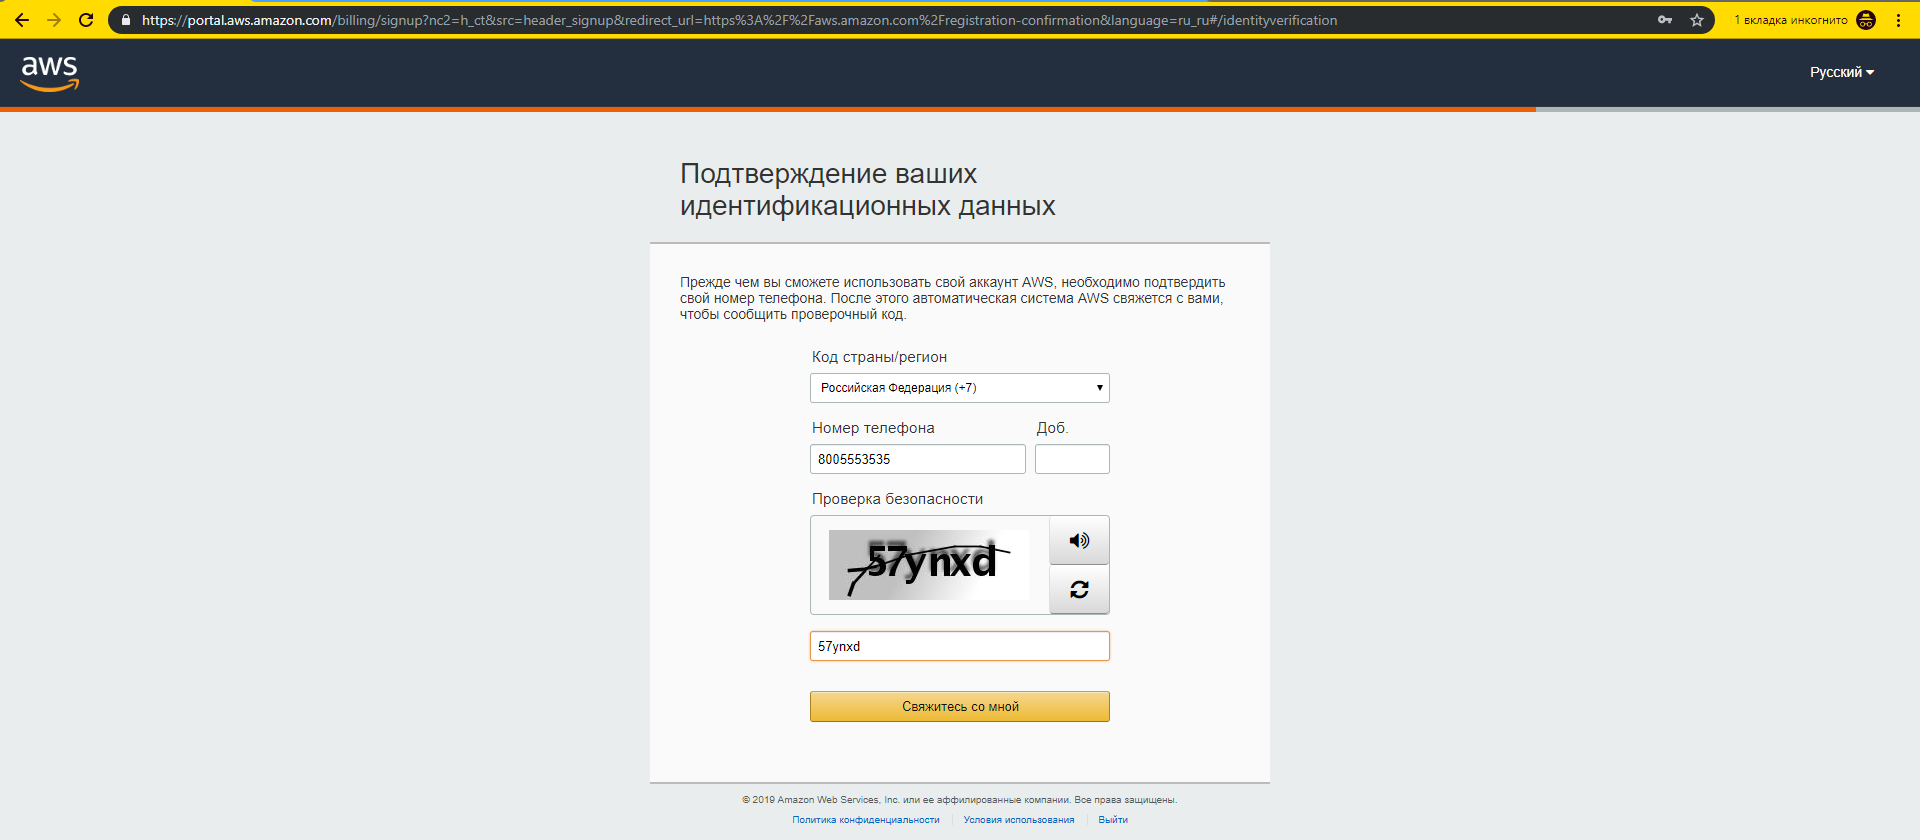 https://portal.aws.amazon.com/billing/signup?nc2=h_ct&src=header_signup&redirect_url=https%3A%2F%2Faws.amazon.com%2Fregistration-confirmation&language=ru_ru#/identityverification
1 вкладка инкогнито
aws
Русский
Подтверждение ваших
идентификационных данных
Прежде чем вы сможете использовать свой аккаунт AWS, необходимо подтвердить
свой номер телефона. После этого автоматическая система AWS свяжется с вами,
чтобы сообщить проверочный код.
Код страны/регион
Российская Федерация (+7)
Номер телефона Доб.
8005553535
Проверка безопасности
57ynxd
57ynxd
Свяжитесь со мной
© 2019 Amazon Web Services, Inc. или ее аффилированные компании. Все права защищены.
Политика конфиденциальности Условия использования Выйти